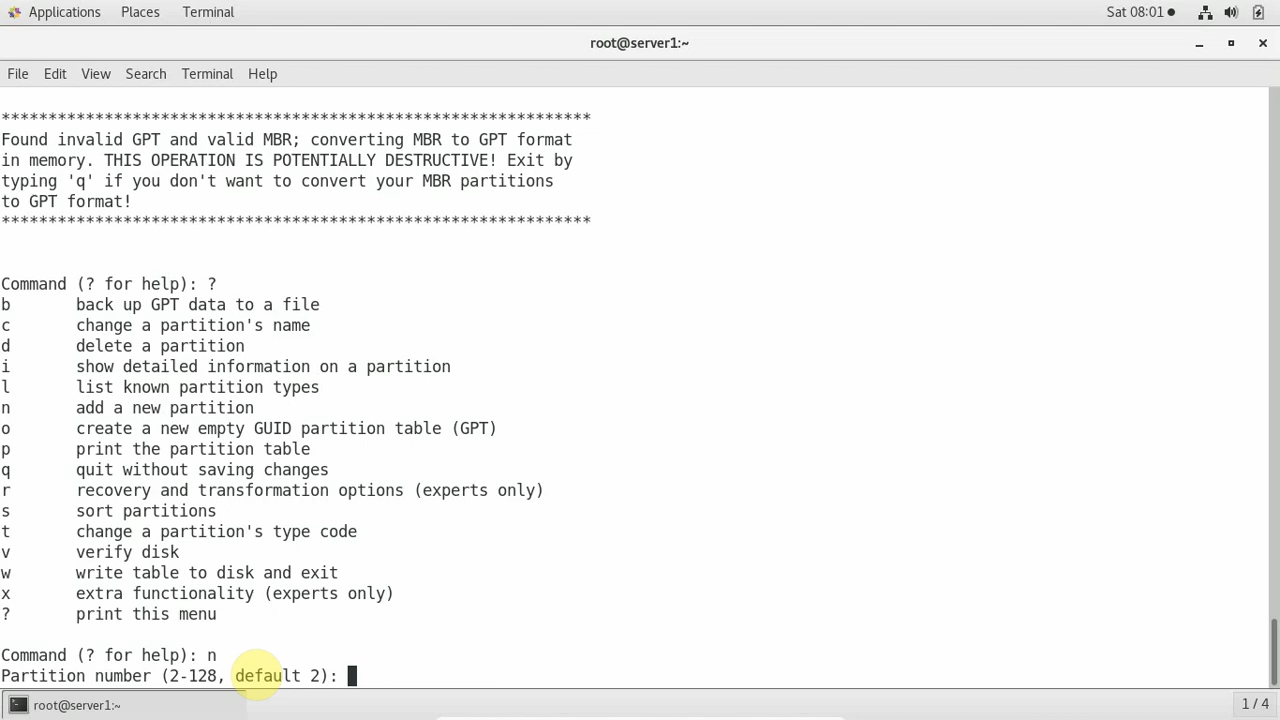 Applications Places Terminal Sat 08:01
root@server1:~
File Edit View Search Terminal Help
***************************************************************
Found invalid GPT and valid MBR; converting MBR to GPT format
in memory. THIS OPERATION IS POTENTIALLY DESTRUCTIVE! Exit by
typing 'q' if you don't want to convert your MBR partitions
to GPT format!
***************************************************************
Command (? for help): ?
b back up GPT data to a file
c change a partition's name
d delete a partition
i show detailed information on a partition
l list known partition types
n add a new partition
o create a new empty GUID partition table (GPT)
p print the partition table
q quit without saving changes
r recovery and transformation options (experts only)
s sort partitions
t change a partition's type code
v verify disk
w write table to disk and exit
x extra functionality (experts only)
? print this menu
Command (? for help): n
Partition number (2-128, default 2):
root@server1:~ 1 / 4